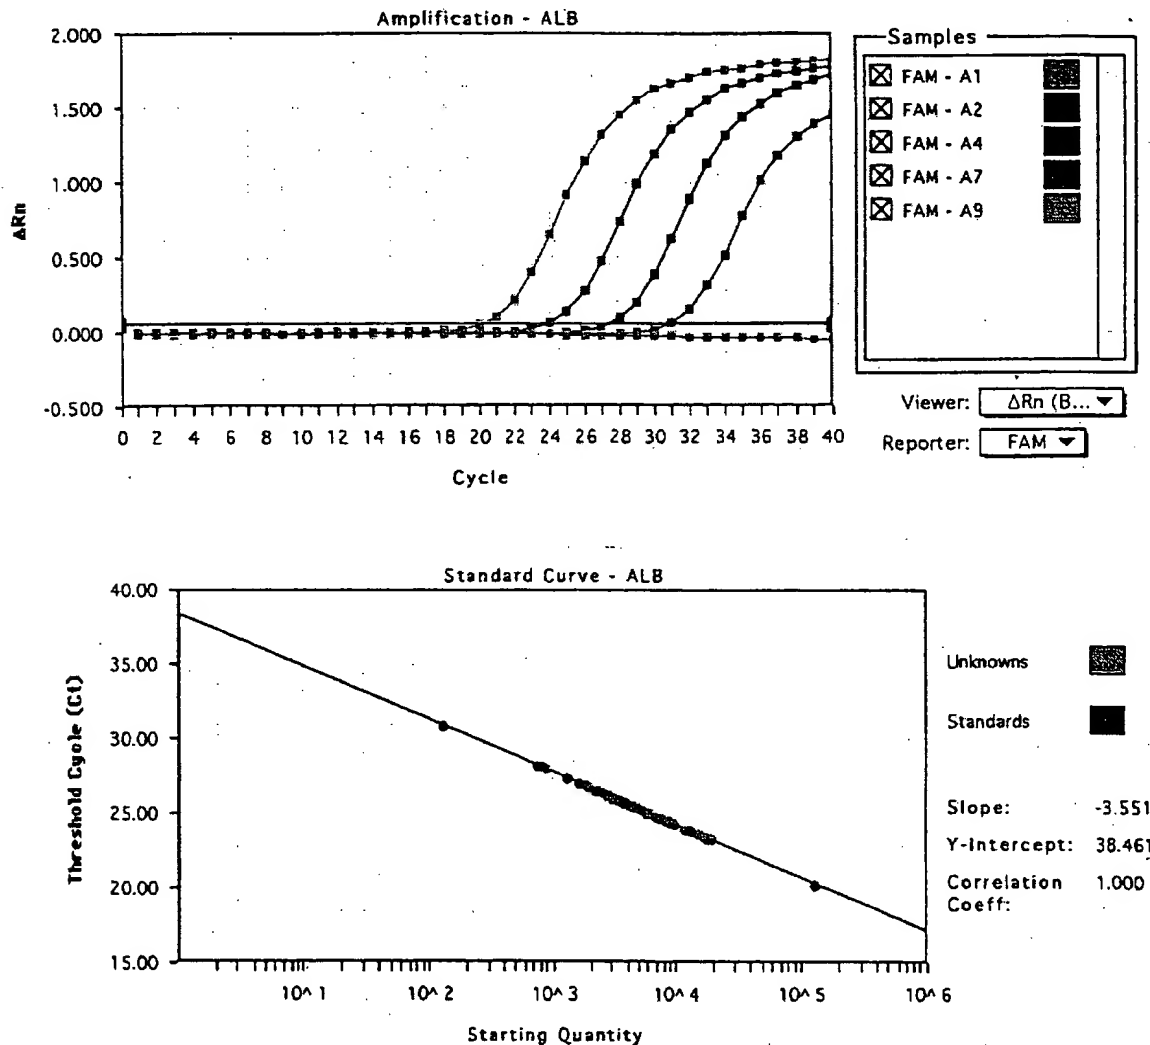 Amplification - ALB
2.000
1.500
1.000
0.500
0.000
-0.500
ΔRn
0 2 4 6 8 10 12 14 16 18 20 22 24 26 28 30 32 34 36 38 40
Cycle
Samples
FAM - A1
FAM - A2
FAM - A4
FAM - A7
FAM - A9
Viewer: ΔRn (B...
Reporter: FAM
Standard Curve - ALB
40.00
35.00
30.00
25.00
20.00
15.00
Threshold Cycle (Ct)
10^1 10^2 10^3 10^4 10^5 10^6
Starting Quantity
Unknowns
Standards
Slope: -3.551
Y-Intercept: 38.461
Correlation 1.000
Coeff: